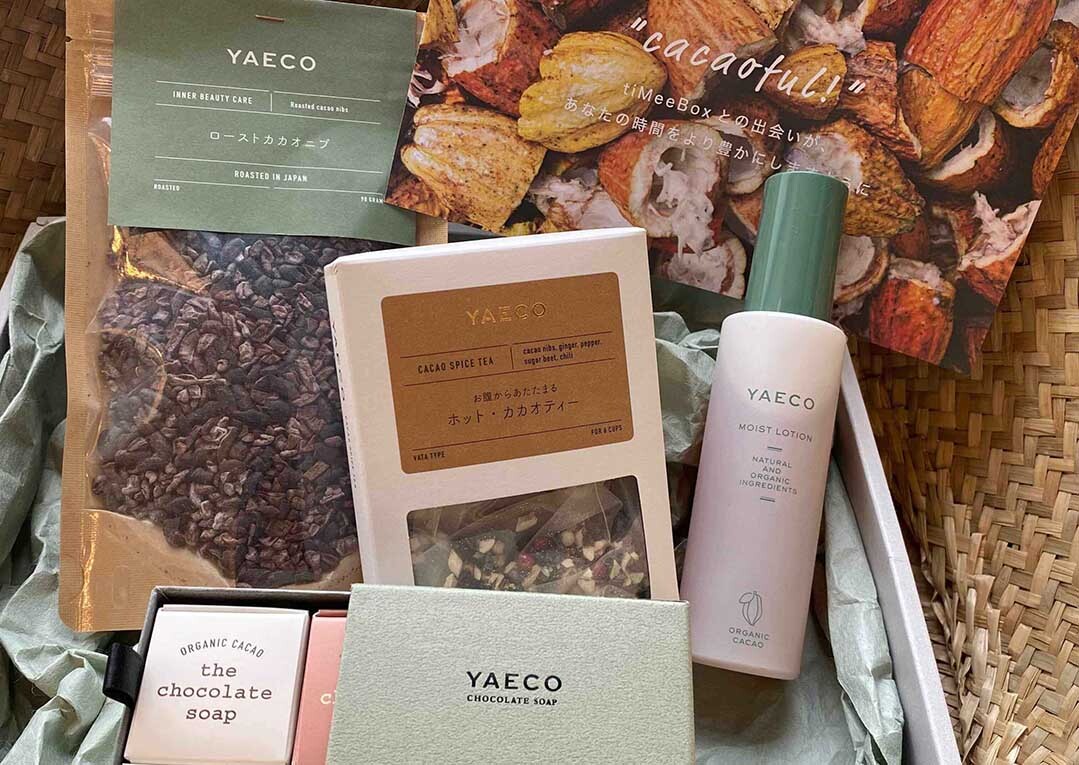 YAECO
INNER BEAUTY CARE
Roasted cacao nibs
ローストカカオニブ
ROASTED IN JAPAN
ROASTED
90 GRAM
"cacaoful!"
tiMeeBoxとの出会いが、
あなたの時間をより豊かにしま
うに
YAECO
CACAO SPICE TEA
cacao nibs, ginger, pepper,
sugar beet, chili
お腹からあたたまる
ホット・カカオティー
VATA TYPE
FOR 6 CUPS
YAECO
MOIST LOTION
NATURAL
AND
ORGANIC
INGREDIENTS
ORGANIC
CACAO
ORGANIC CACAO
the
chocolate
soap
YAECO
CHOCOLATE SOAP